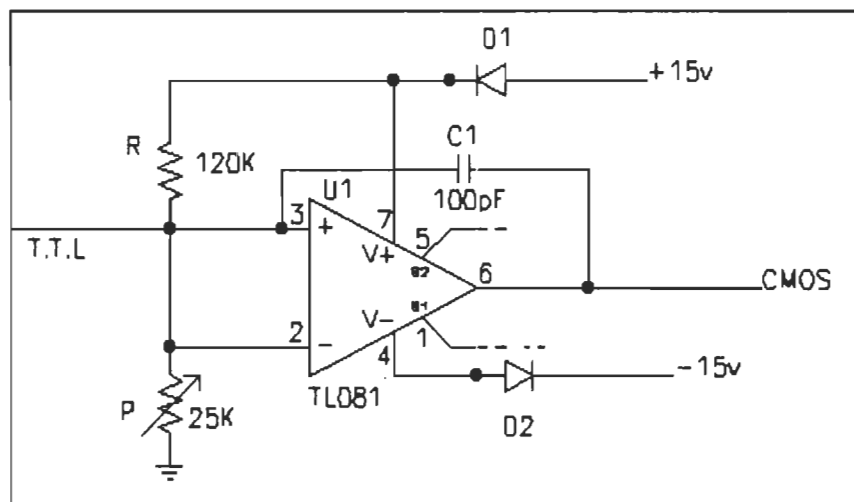 D1
+15v
R
120K
C1
100pF
U1
3
+
7
V+
5
T.T.L
6
CMOS
2
-
V-
4
1
TL081
-15v
D2
P
25K